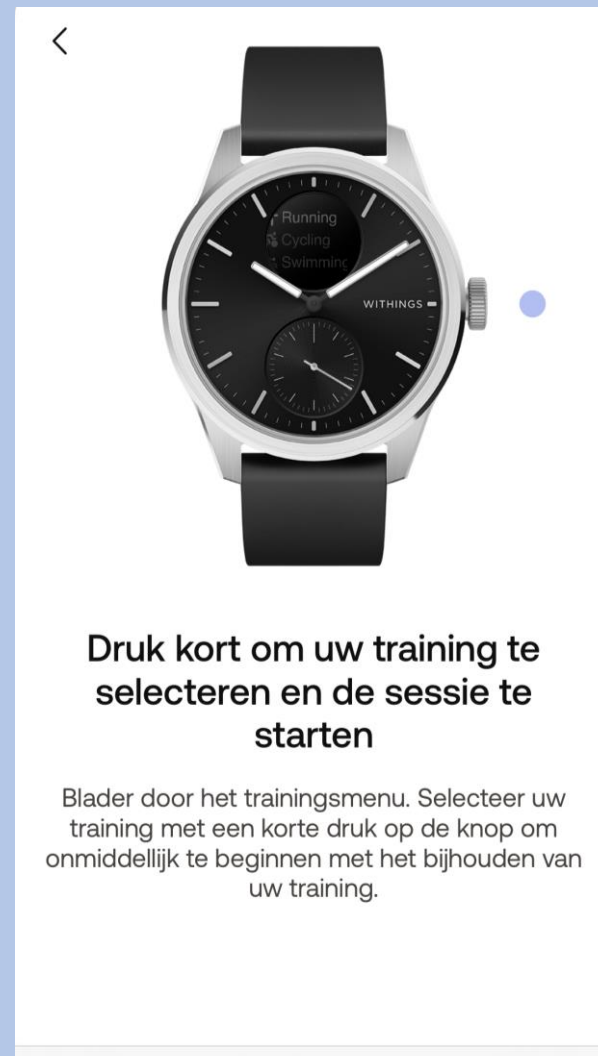 Running
Cycling
Swimming
WITHINGS
Druk kort om uw training te
selecteren en de sessie te
starten
Blader door het trainingsmenu. Selecteer uw
training met een korte druk op de knop om
onmiddellijk te beginnen met het bijhouden van
uw training.